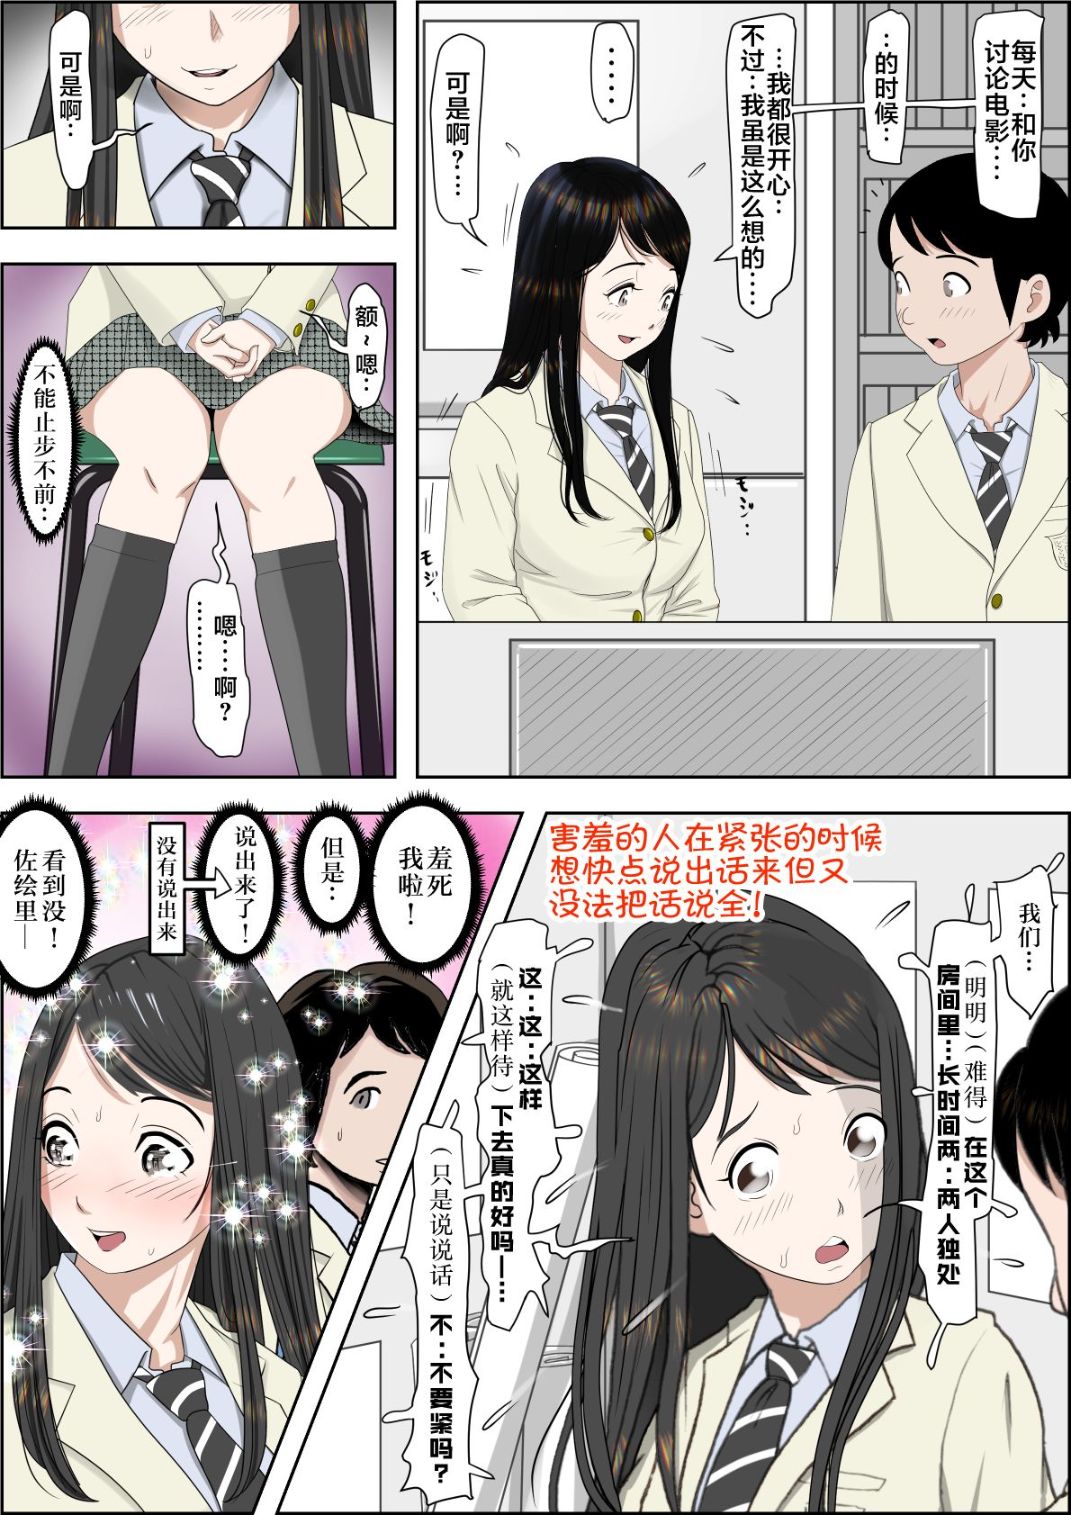 每天‥和你
讨论电影‥‥
‥的时候‥
‥‥我都很开心‥
不过‥我虽是这么想的‥‥
‥‥‥
可是啊？‥‥
モジ‥
モジ‥
可是啊‥
额~嗯‥
不能止步不前‥
嗯‥‥啊？
‥‥‥‥
害羞的人在紧张的时候
想快点说出话来但又
没法把话说全！
我们‥
（明明）（难得）在这个
房间里‥长时间两‥两人独处
这‥这‥这样
（就这样待）下去真的好吗—‥
（只是说说话）不‥不要紧吗？
羞死
我啦！
但是‥
说出来了！
没有说出来
看到没！
佐绘里—